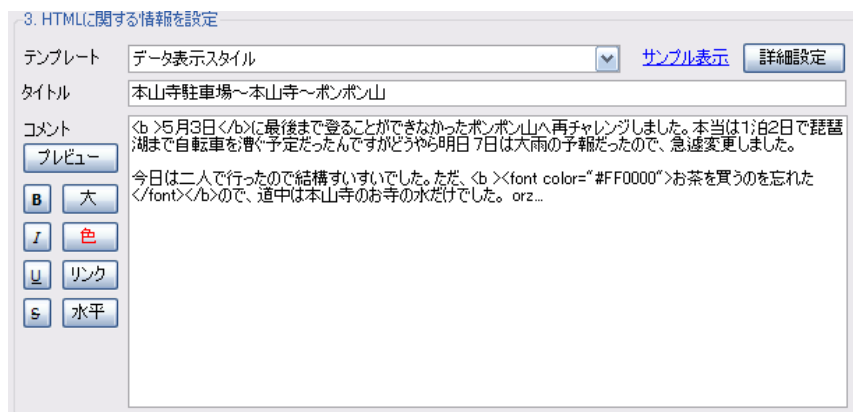 3. HTMLに関する情報を設定
テンプレート データ表示スタイル サンプル表示 詳細設定
タイトル 本山寺駐車場～本山寺～ポンポン山
コメント
<b >5月3日</b>に最後まで登ることができなかったポンポン山へ再チャレンジしました。本当は1泊2日で琵琶
湖まで自転車を漕ぐ予定だったんですがどうやら明日7日は大雨の予報だったので、急遽変更しました。
今日は二人で行ったので結構すいすいでした。ただ、<b ><font color="#FF0000">お茶を買うのを忘れた
</font></b>ので、道中は本山寺のお寺の水だけでした。orz...
プレビュー
B 大
I 色
U リンク
S 水平